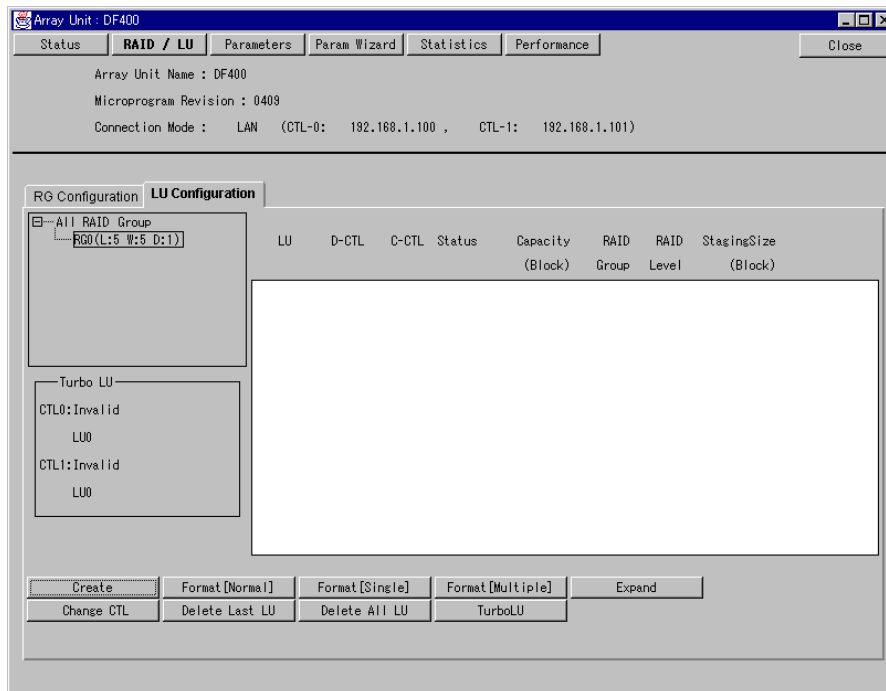 Array Unit : DF400
Status RAID / LU Parameters Param Wizard Statistics Performance Close
Array Unit Name : DF400
Microprogram Revision : 0409
Connection Mode : LAN (CTL-0: 192.168.1.100 , CTL-1: 192.168.1.101)
RG Configuration LU Configuration
All RAID Group
RG0(L:5 W:5 D:1)
LU D-CTL C-CTL Status Capacity RAID RAID StagingSize
(Block) Group Level (Block)
Turbo LU
CTL0:Invalid
LU0
CTL1:Invalid
LU0
Create Format[Normal] Format[Single] Format[Multiple] Expand
Change CTL Delete Last LU Delete All LU TurboLU